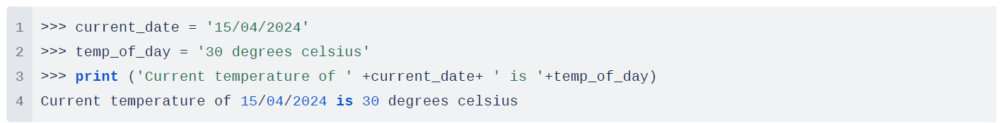 1 >>> current_date = '15/04/2024'
2 >>> temp_of_day = '30 degrees celsius'
3 >>> print ('Current temperature of ' +current_date+ ' is '+temp_of_day)
4 Current temperature of 15/04/2024 is 30 degrees celsius